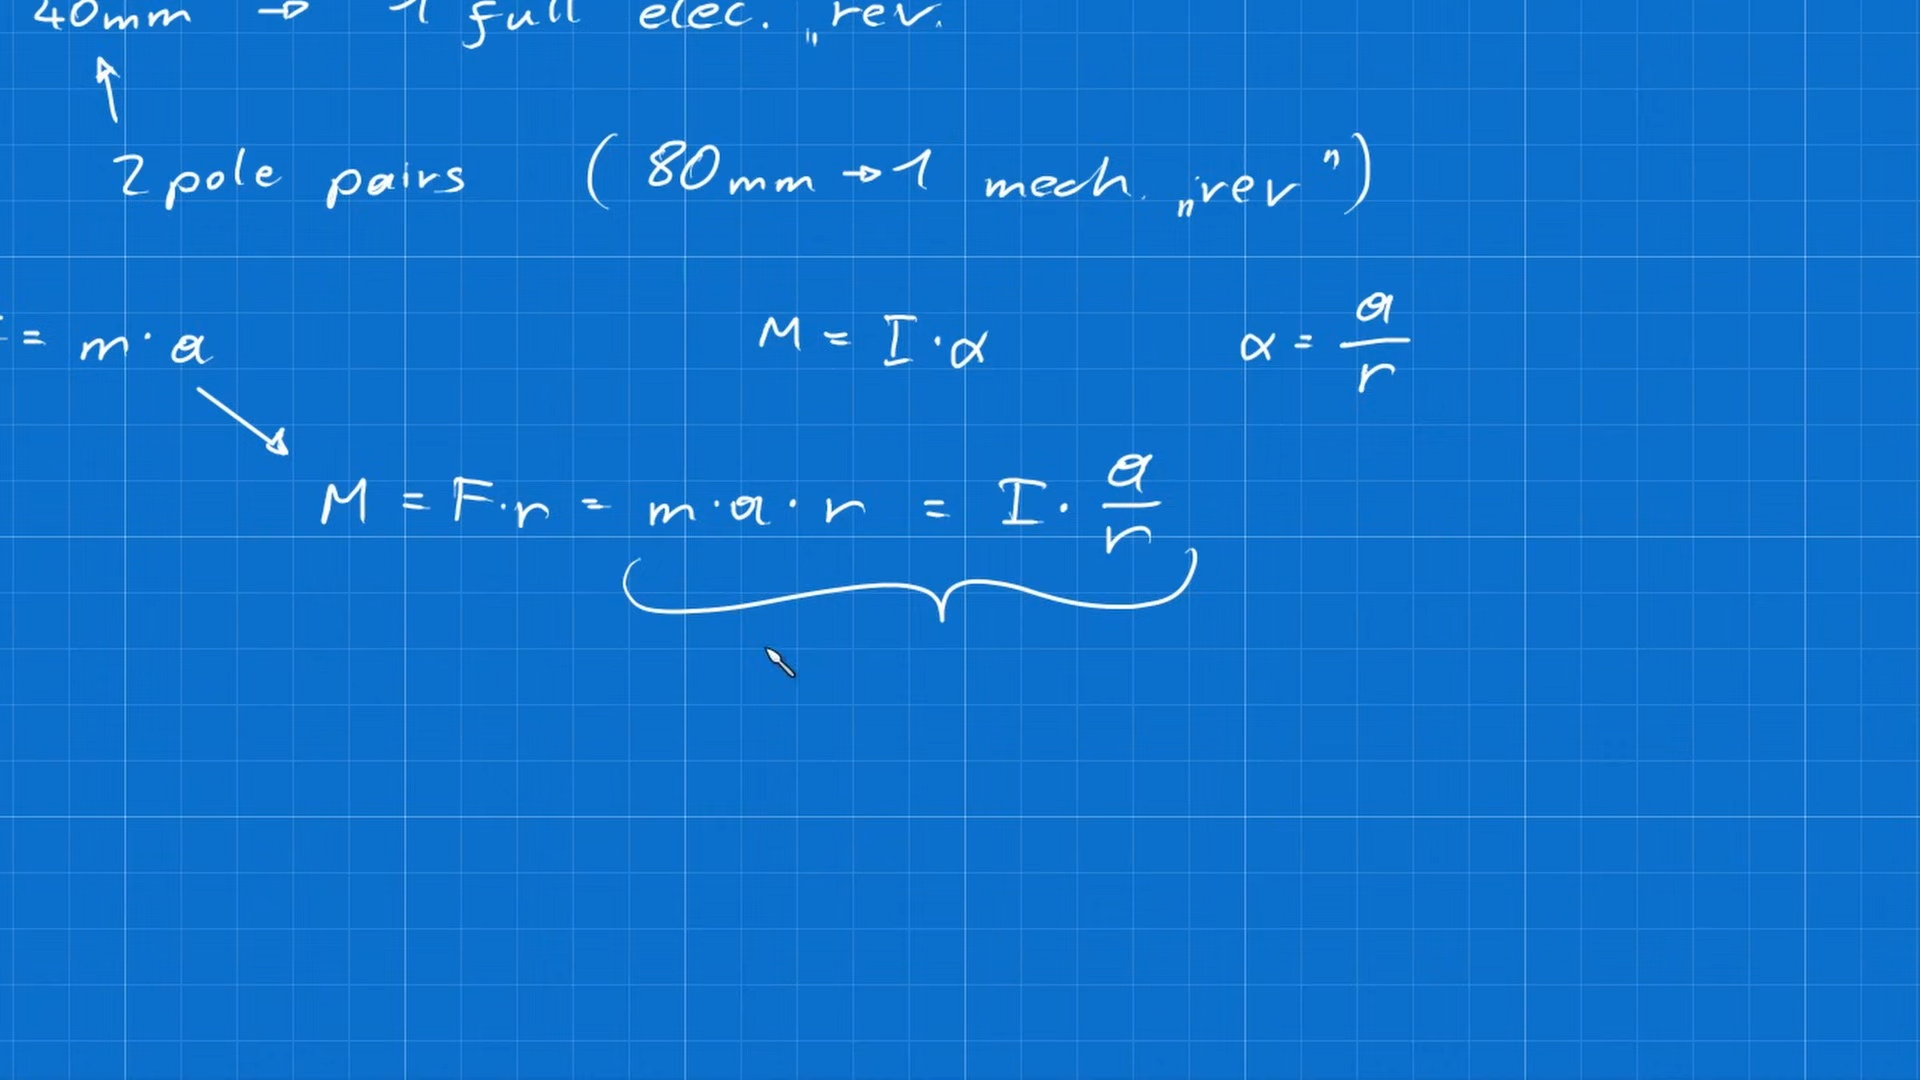 40mm → 1 full elec. „rev.
2 pole pairs (80mm → 1 mech. „rev")
= m · a M = I · α α = a/r
M = F · r = m · a · r = I · a/r